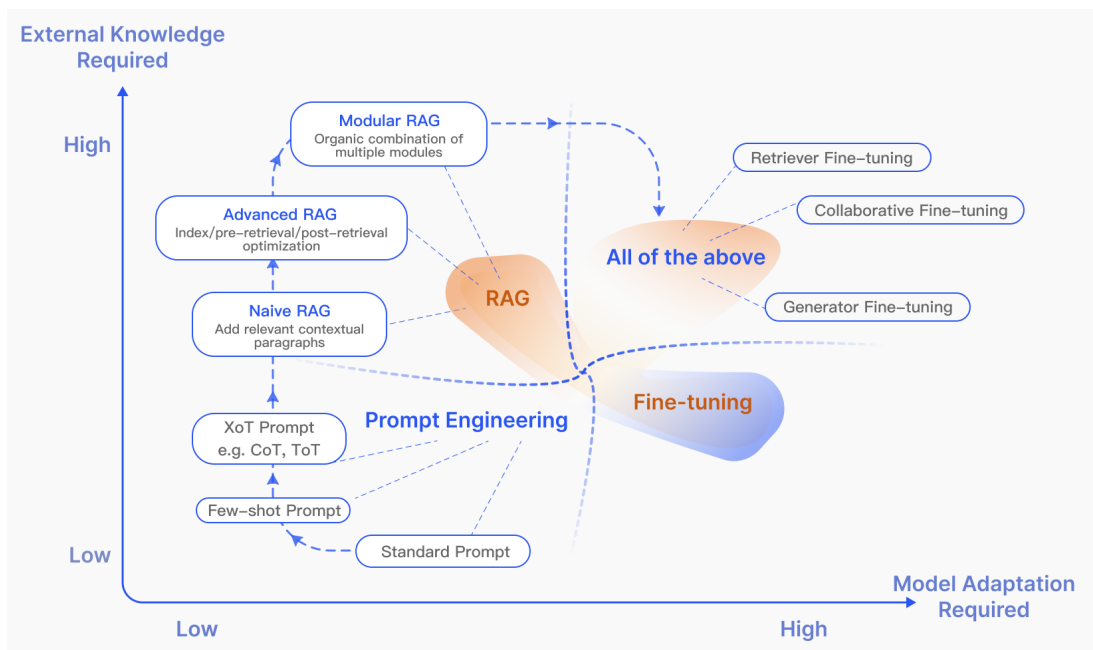 External Knowledge
Required
High
Modular RAG
Organic combination of
multiple modules
Retriever Fine-tuning
Advanced RAG
Index/pre-retrieval/post-retrieval
optimization
Collaborative Fine-tuning
All of the above
RAG
Naive RAG
Add relevant contextual
paragraphs
Generator Fine-tuning
Fine-tuning
Prompt Engineering
XoT Prompt
e.g. CoT, ToT
Few-shot Prompt
Standard Prompt
Low
Model Adaptation
Required
Low
High